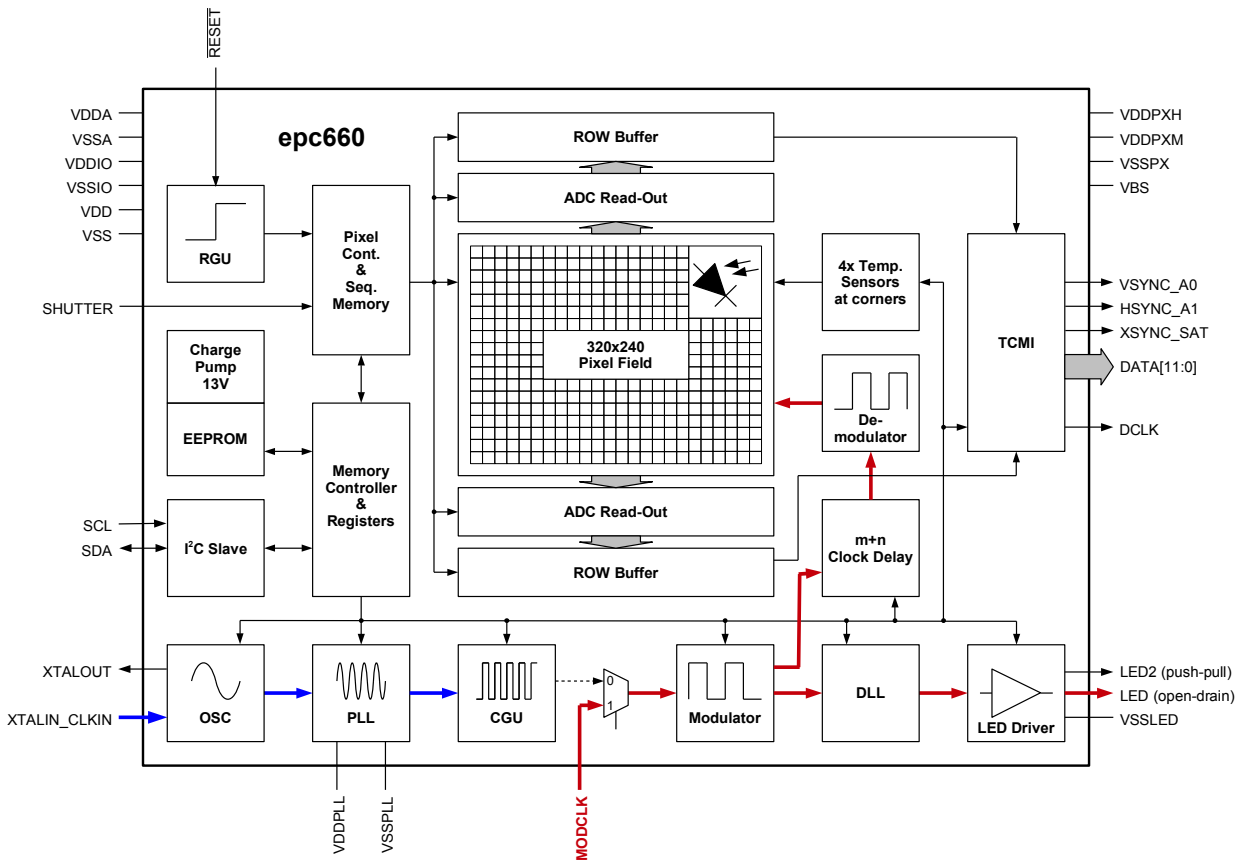 RESET
VDDA
VSSA
VDDIO
VSSIO
VDD
VSS
SHUTTER
SCL
SDA
XTALOUT
XTALIN_CLKIN
epc660
RGU
Pixel
Cont.
&
Seq.
Memory
Charge
Pump
13V
EEPROM
I2C Slave
Memory
Controller
&
Registers
ROW Buffer
ADC Read-Out
320x240
Pixel Field
ADC Read-Out
ROW Buffer
4x Temp.
Sensors
at corners
De-
modulator
m+n
Clock Delay
TCMI
OSC
PLL
CGU
0
1
Modulator
DLL
LED Driver
VDDPXH
VDDPXM
VSSPX
VBS
VSYNC_A0
HSYNC_A1
XSYNC_SAT
DATA[11:0]
DCLK
LED2 (push-pull)
LED (open-drain)
VSSLED
VDDPLL
VSSPLL
MODCLK